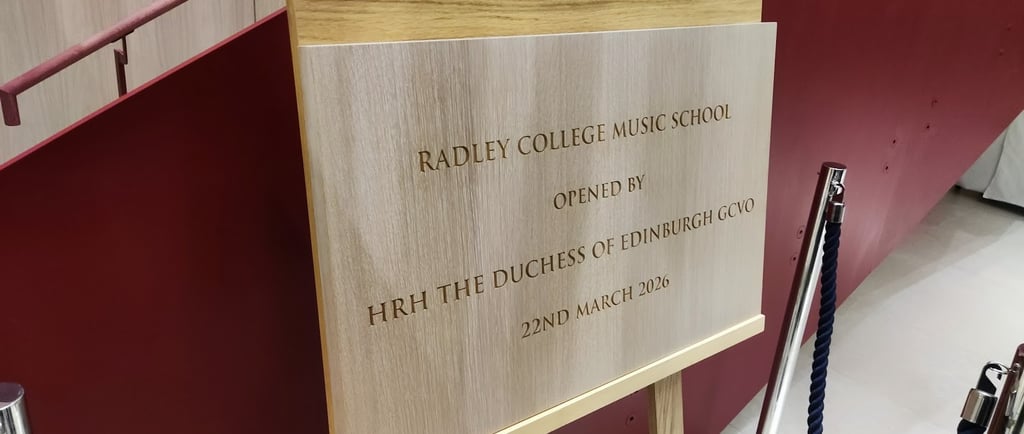 RADLEY COLLEGE MUSIC SCHOOL
OPENED BY
HRH THE DUCHESS OF EDINBURGH GCVO
22ND MARCH 2026